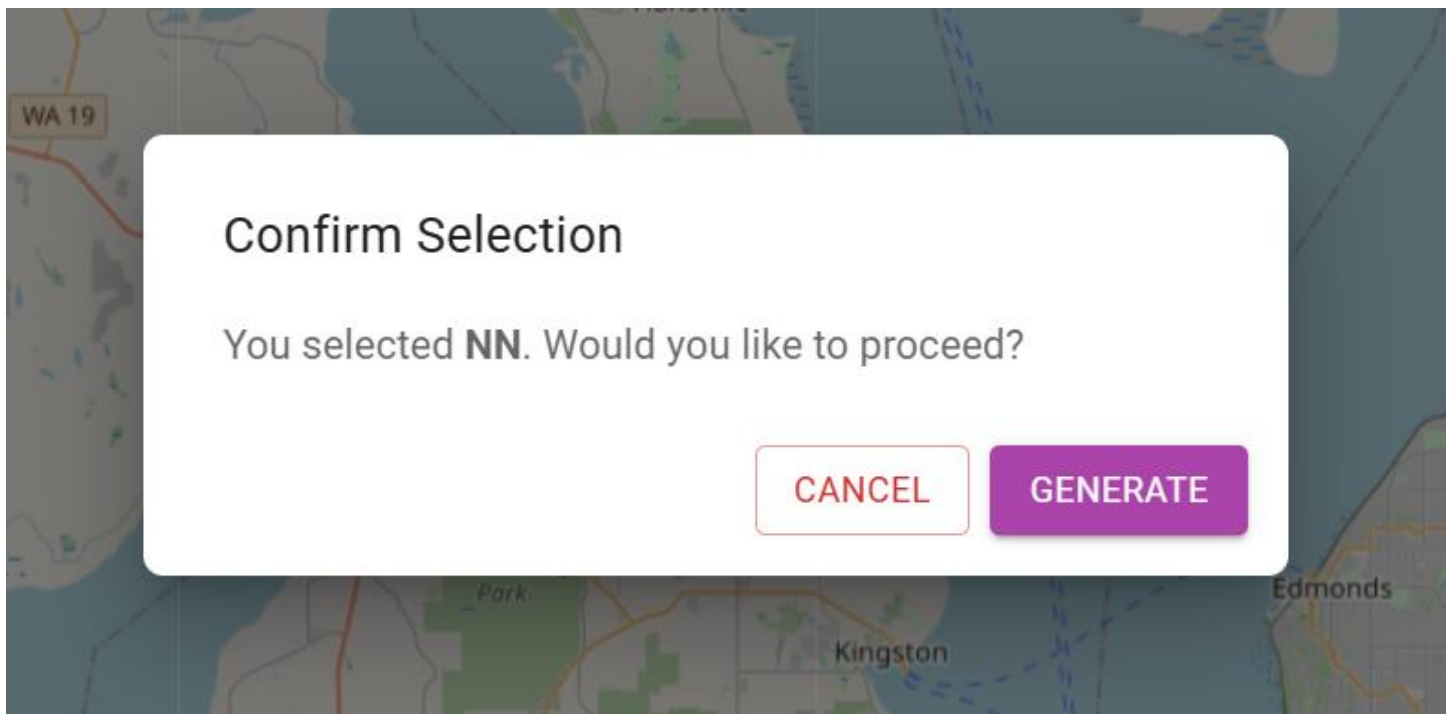 WA 19
Confirm Selection
You selected NN. Would you like to proceed?
CANCEL
GENERATE
Park
Edmonds
Kingston